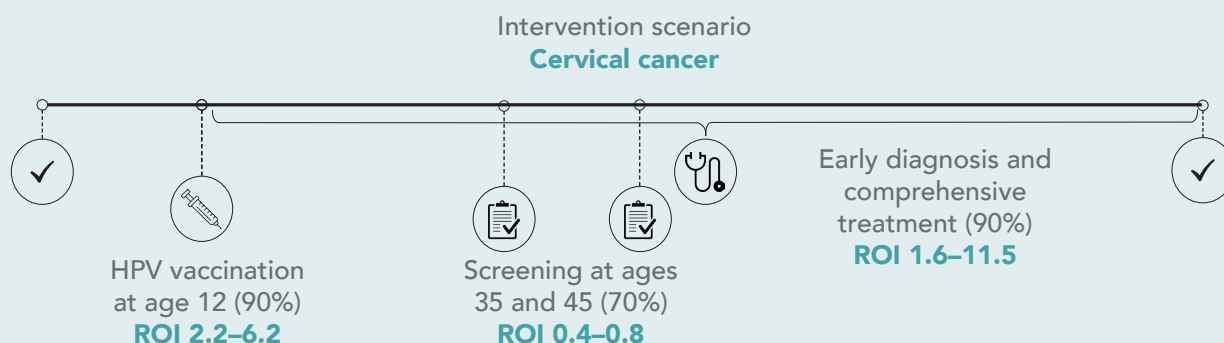 Intervention scenario
Cervical cancer
HPV vaccination
at age 12 (90%)
ROI 2.2–6.2
Screening at ages
35 and 45 (70%)
ROI 0.4–0.8
Early diagnosis and
comprehensive
treatment (90%)
ROI 1.6–11.5